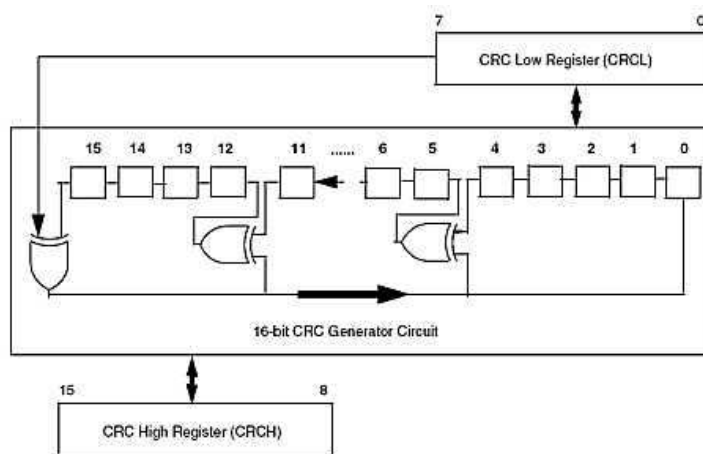 7 0
CRC Low Register (CRCL)
15 14 13 12 11 ...... 6 5 4 3 2 1 0
16-bit CRC Generator Circuit
15 8
CRC High Register (CRCH)